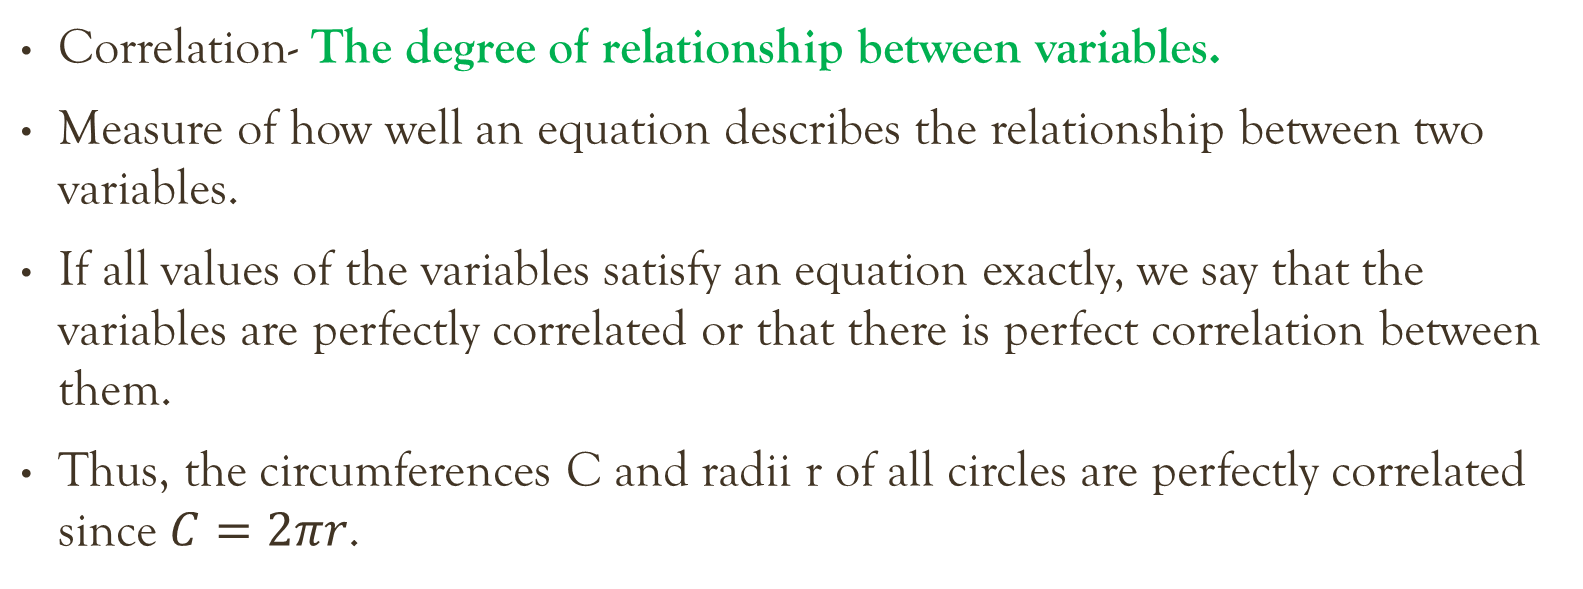 • Correlation- The degree of relationship between variables.
• Measure of how well an equation describes the relationship between two
variables.
• If all values of the variables satisfy an equation exactly, we say that the
variables are perfectly correlated or that there is perfect correlation between
them.
• Thus, the circumferences C and radii r of all circles are perfectly correlated
since 𝐶 = 2𝜋𝑟.